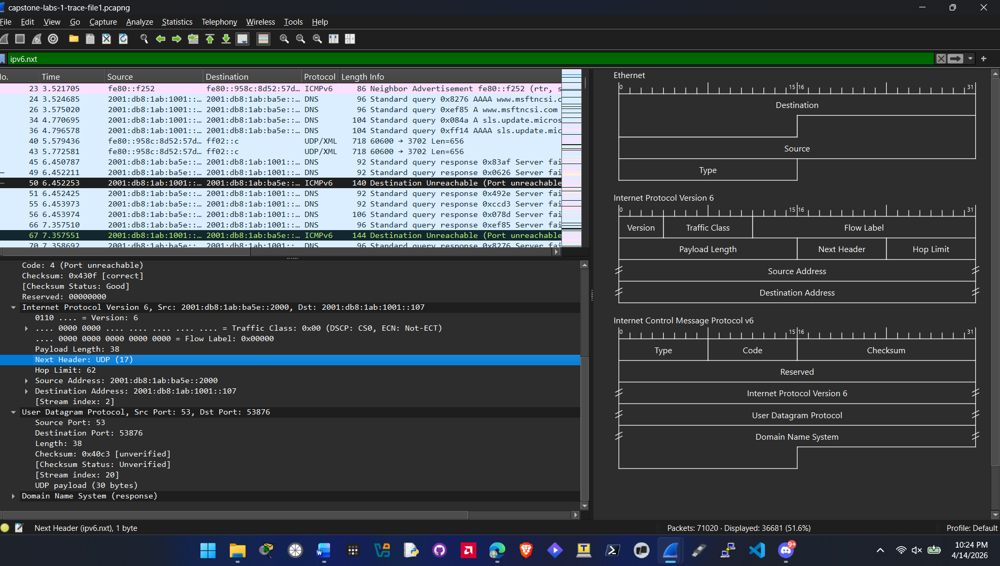 capstone-labs-1-trace-file1.pcapng
File Edit View Go Capture Analyze Statistics Telephony Wireless Tools Help
ipv6.nxt
No. Time Source Destination Protocol Length Info
23 3.521705 fe80::f252 fe80::958c:8d52:57d… ICMPv6 86 Neighbor Advertisement fe80::f252 (rtr, s
24 3.524685 2001:db8:1ab:1001::… 2001:db8:1ab:ba5e::… DNS 96 Standard query 0x8276 AAAA www.msftncsi.c
26 3.575020 2001:db8:1ab:1001::… 2001:db8:1ab:ba5e::… DNS 96 Standard query 0xef85 A www.msftncsi.com
34 4.770695 2001:db8:1ab:1001::… 2001:db8:1ab:ba5e::… DNS 104 Standard query 0x084a A sls.update.micros
36 4.796578 2001:db8:1ab:1001::… 2001:db8:1ab:ba5e::… DNS 104 Standard query 0xff14 AAAA sls.update.mic
40 5.579436 fe80::958c:8d52:57d… ff02::c UDP/XML 718 60600 → 3702 Len=656
43 5.772581 fe80::958c:8d52:57d… ff02::c UDP/XML 718 60600 → 3702 Len=656
45 6.450787 2001:db8:1ab:ba5e::… 2001:db8:1ab:1001::… DNS 92 Standard query response 0x83af Server fai
49 6.452211 2001:db8:1ab:ba5e::… 2001:db8:1ab:1001::… DNS 92 Standard query response 0x0626 Server fai
50 6.452253 2001:db8:1ab:1001::… 2001:db8:1ab:ba5e::… ICMPv6 140 Destination Unreachable (Port unreachable
51 6.452425 2001:db8:1ab:ba5e::… 2001:db8:1ab:1001::… DNS 92 Standard query response 0x492e Server fai
55 6.453973 2001:db8:1ab:ba5e::… 2001:db8:1ab:1001::… DNS 92 Standard query response 0xccd3 Server fai
56 6.453974 2001:db8:1ab:ba5e::… 2001:db8:1ab:1001::… DNS 106 Standard query response 0x078d Server fai
66 7.357510 2001:db8:1ab:ba5e::… 2001:db8:1ab:1001::… DNS 96 Standard query response 0xef85 Server fai
67 7.357551 2001:db8:1ab:1001::… 2001:db8:1ab:ba5e::… ICMPv6 144 Destination Unreachable (Port unreachable
70 7.358692 2001:db8:1ab:ba5e::… 2001:db8:1ab:1001::… DNS 96 Standard query response 0x8276 Server fai
Code: 4 (Port unreachable)
Checksum: 0x430f [correct]
[Checksum Status: Good]
Reserved: 00000000
Internet Protocol Version 6, Src: 2001:db8:1ab:ba5e::2000, Dst: 2001:db8:1ab:1001::107
0110 .... = Version: 6
.... 0000 0000 .... .... .... .... .... = Traffic Class: 0x00 (DSCP: CS0, ECN: Not-ECT)
.... 0000 0000 0000 0000 0000 = Flow Label: 0x00000
Payload Length: 38
Next Header: UDP (17)
Hop Limit: 62
Source Address: 2001:db8:1ab:ba5e::2000
Destination Address: 2001:db8:1ab:1001::107
[Stream index: 2]
User Datagram Protocol, Src Port: 53, Dst Port: 53876
Source Port: 53
Destination Port: 53876
Length: 38
Checksum: 0x40c3 [unverified]
[Checksum Status: Unverified]
[Stream index: 20]
UDP payload (30 bytes)
Domain Name System (response)
Ethernet
0 15 16 31
Destination
Source
Type
Internet Protocol Version 6
0 15 16 31
Version Traffic Class Flow Label
Payload Length Next Header Hop Limit
Source Address
Destination Address
Internet Control Message Protocol v6
0 15 16 31
Type Code Checksum
Reserved
Internet Protocol Version 6
User Datagram Protocol
Domain Name System
Next Header (ipv6.nxt), 1 byte
Packets: 71020 · Displayed: 36681 (51.6%)
Profile: Default
9+
10:24 PM
4/14/2026